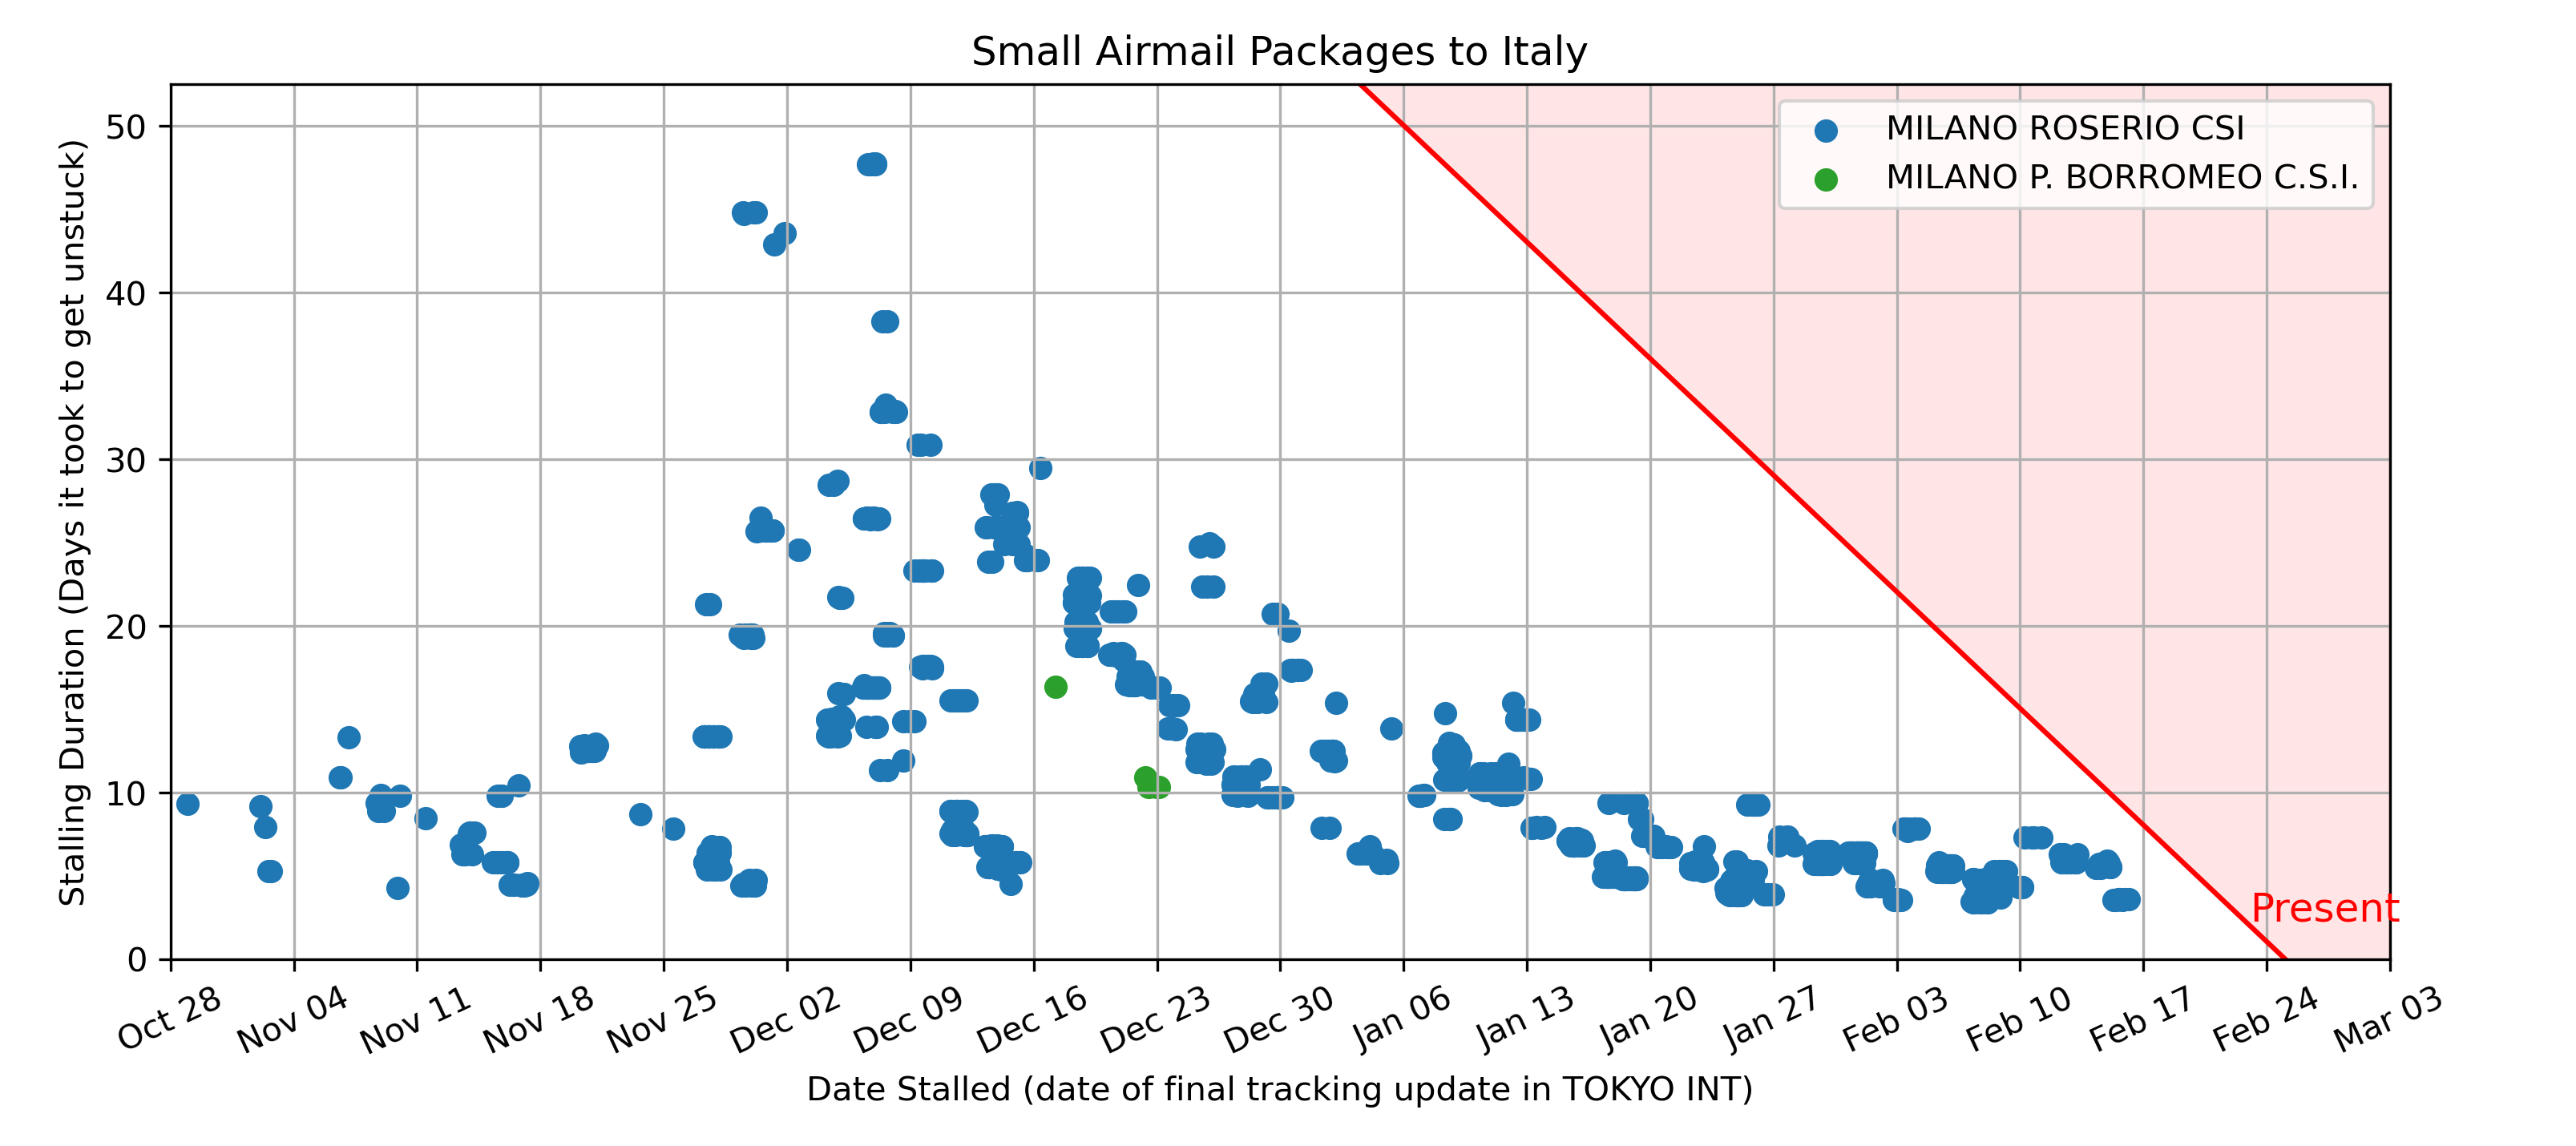 Small Airmail Packages to Italy
MILANO ROSERIO CSI
MILANO P. BORROMEO C.S.I.
Stalling Duration (Days it took to get unstuck)
50
40
30
20
10
0
Present
Oct 28
Nov 04
Nov 11
Nov 18
Nov 25
Dec 02
Dec 09
Dec 16
Dec 23
Dec 30
Jan 06
Jan 13
Jan 20
Jan 27
Feb 03
Feb 10
Feb 17
Feb 24
Mar 03
Date Stalled (date of final tracking update in TOKYO INT)